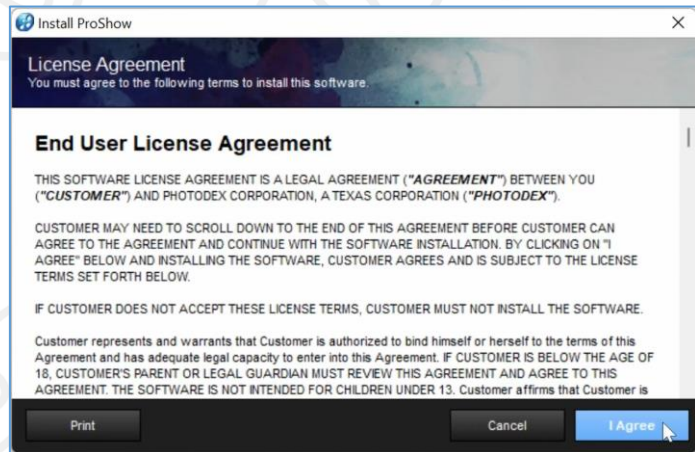 Install ProShow
License Agreement
You must agree to the following terms to install this software.
End User License Agreement
THIS SOFTWARE LICENSE AGREEMENT IS A LEGAL AGREEMENT ("AGREEMENT") BETWEEN YOU
("CUSTOMER") AND PHOTODEX CORPORATION, A TEXAS CORPORATION ("PHOTODEX").
CUSTOMER MAY NEED TO SCROLL DOWN TO THE END OF THIS AGREEMENT BEFORE CUSTOMER CAN
AGREE TO THE AGREEMENT AND CONTINUE WITH THE SOFTWARE INSTALLATION. BY CLICKING ON "I
AGREE" BELOW AND INSTALLING THE SOFTWARE, CUSTOMER AGREES AND IS SUBJECT TO THE LICENSE
TERMS SET FORTH BELOW.
IF CUSTOMER DOES NOT ACCEPT THESE LICENSE TERMS, CUSTOMER MUST NOT INSTALL THE SOFTWARE.
Customer represents and warrants that Customer is authorized to bind himself or herself to the terms of this
Agreement and has adequate legal capacity to enter into this Agreement. IF CUSTOMER IS BELOW THE AGE OF
18, CUSTOMER'S PARENT OR LEGAL GUARDIAN MUST REVIEW THIS AGREEMENT AND AGREE TO THIS
AGREEMENT. THE SOFTWARE IS NOT INTENDED FOR CHILDREN UNDER 13. Customer affirms that Customer is
Print
Cancel
I Agree